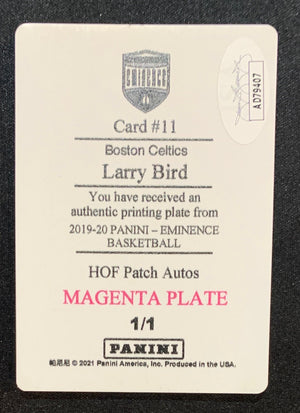 EMINENCE
AD79407
Card #11
Boston Celtics
Larry Bird
You have received an
authentic printing plate from
2019-20 PANINI – EMINENCE
BASKETBALL
HOF Patch Autos
MAGENTA PLATE
1/1
PANINI
帕尼尼 © 2021 Panini America, Inc. Produced in the USA.